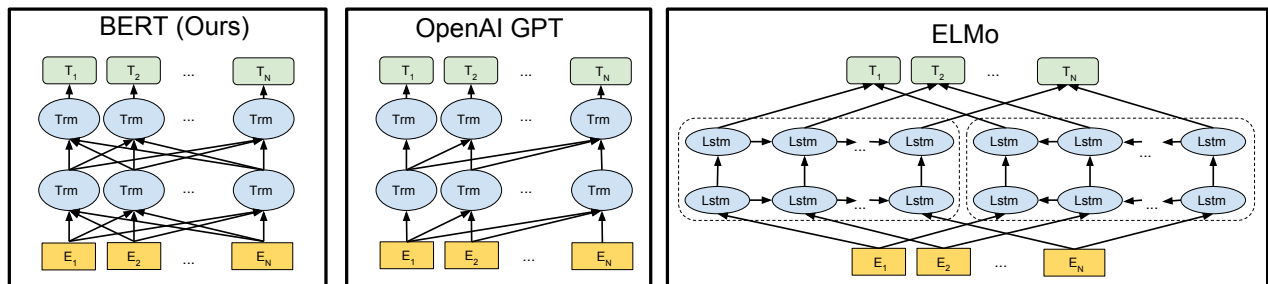 BERT (Ours)
T1 T2 ... TN
Trm Trm ... Trm
Trm Trm ... Trm
E1 E2 ... EN
OpenAI GPT
T1 T2 ... TN
Trm Trm ... Trm
Trm Trm ... Trm
E1 E2 ... EN
ELMo
T1 T2 ... TN
Lstm Lstm ... Lstm Lstm Lstm ... Lstm
Lstm Lstm ... Lstm Lstm Lstm ... Lstm
E1 E2 ... EN